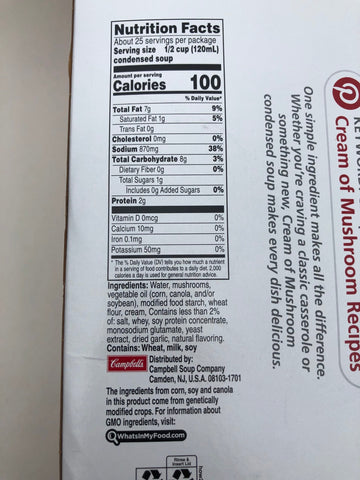 Nutrition Facts
About 25 servings per package
Serving size 1/2 cup (120mL)
condensed soup
Amount per serving
Calories 100
% Daily Value*
Total Fat 7g 9%
Saturated Fat 1g 5%
Trans Fat 0g
Cholesterol 0mg 0%
Sodium 870mg 38%
Total Carbohydrate 8g 3%
Dietary Fiber 0g 0%
Total Sugars 1g
Includes 0g Added Sugars 0%
Protein 2g
Vitamin D 0mcg 0%
Calcium 10mg 0%
Iron 0.1mg 0%
Potassium 50mg 0%
* The % Daily Value (DV) tells you how much a nutrient
in a serving of food contributes to a daily diet. 2,000
calories a day is used for general nutrition advice.
Ingredients: Water, mushrooms,
vegetable oil (corn, canola, and/or
soybean), modified food starch, wheat
flour, cream, Contains less than 2%
of: salt, whey, soy protein concentrate,
monosodium glutamate, yeast
extract, dried garlic, natural flavoring.
Contains: Wheat, milk, soy
Campbell's
Distributed by:
Campbell Soup Company
Camden, NJ, U.S.A. 08103-1701
The ingredients from corn, soy and canola
in this product come from genetically
modified crops. For information about
GMO ingredients, visit:
WhatsInMyFood.com
Rinse &
Insert Lid
how2
Cream of Mushroom Recipes
One simple ingredient makes all the difference.
Whether you're craving a classic casserole or
something new, Cream of Mushroom
condensed soup makes every dish delicious.